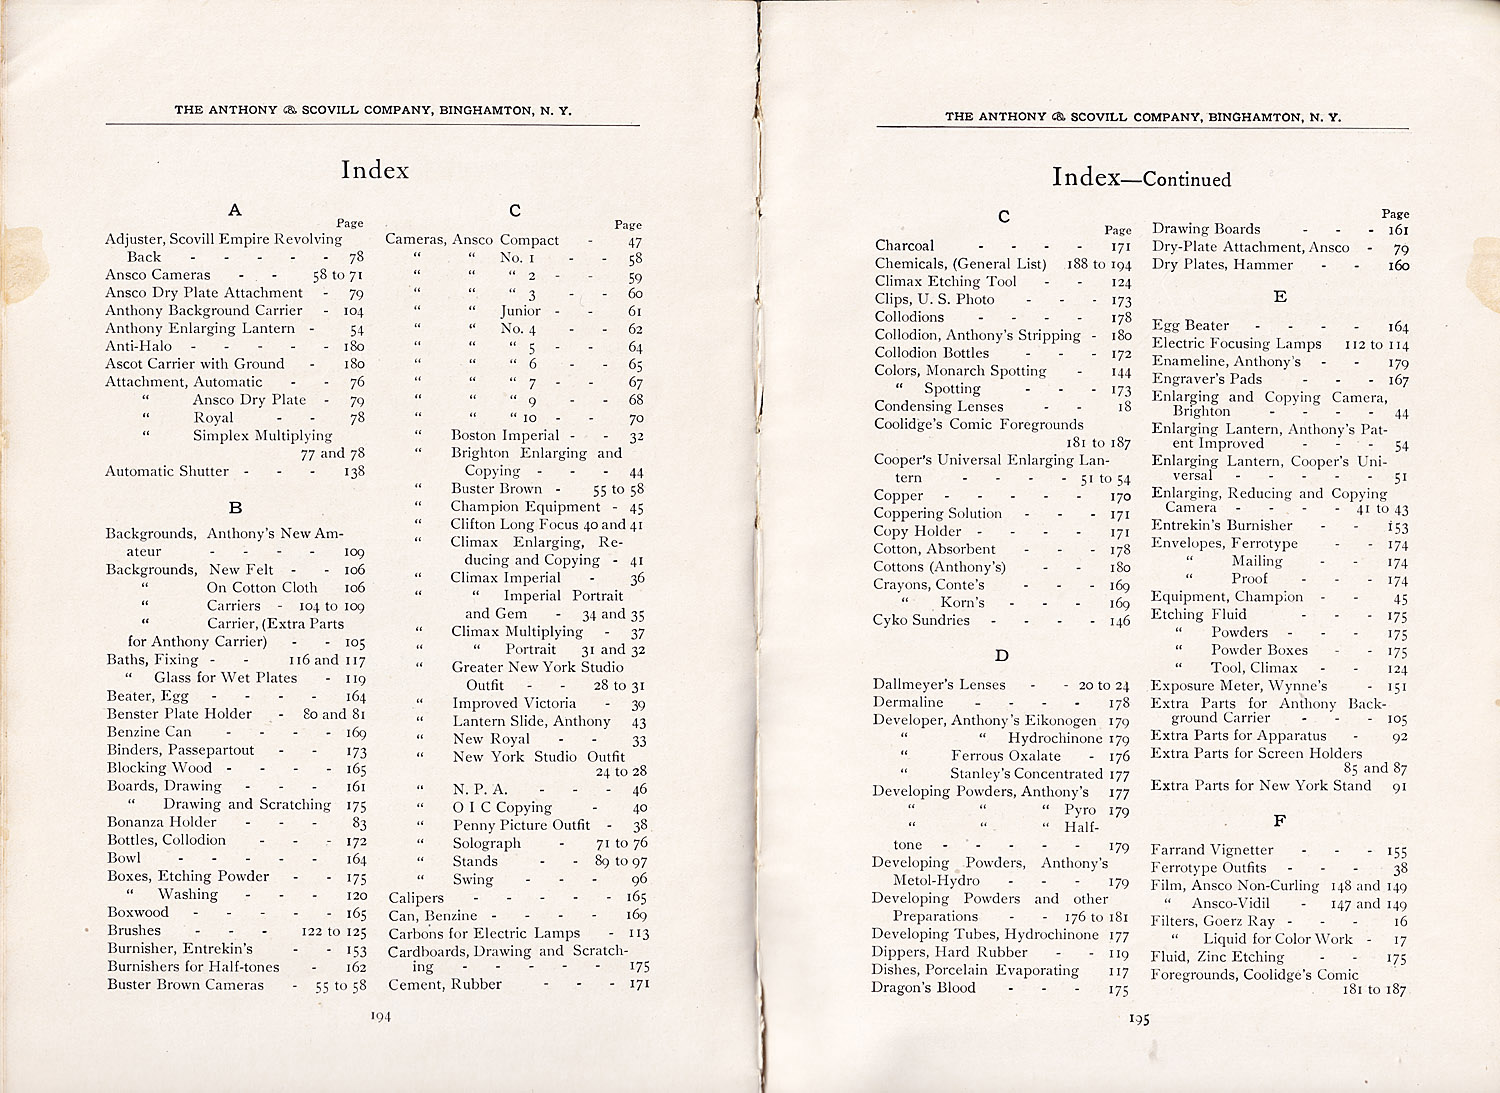 THE ANTHONY & SCOVILL COMPANY, BINGHAMTON, N. Y.
Index
A
Page
Adjuster, Scovill Empire Revolving
Back - - - - - 78
Ansco Cameras - - 58 to 71
Ansco Dry Plate Attachment - 79
Anthony Background Carrier - 104
Anthony Enlarging Lantern - 54
Anti-Halo - - - - - 180
Ascot Carrier with Ground - 180
Attachment, Automatic - - 76
“ Ansco Dry Plate - 79
“ Royal - - 78
“ Simplex Multiplying
77 and 78
Automatic Shutter - - - 138
B
Backgrounds, Anthony's New Am-
ateur - - - - 109
Backgrounds, New Felt - - 106
“ On Cotton Cloth 106
“ Carriers - 104 to 109
“ Carrier, (Extra Parts
for Anthony Carrier) - - 105
Baths, Fixing - - 116 and 117
“ Glass for Wet Plates - 119
Beater, Egg - - - - 164
Benster Plate Holder - 80 and 81
Benzine Can - - - - 169
Binders, Passepartout - - 173
Blocking Wood - - - - 165
Boards, Drawing - - - 161
“ Drawing and Scratching 175
Bonanza Holder - - - 83
Bottles, Collodion - - - 172
Bowl - - - - - 164
Boxes, Etching Powder - - 175
“ Washing - - - 120
Boxwood - - - - - 165
Brushes - - - 122 to 125
Burnisher, Entrekin's - - 153
Burnishers for Half-tones - 162
Buster Brown Cameras - 55 to 58
C
Page
Cameras, Ansco Compact - 47
“ “ No. 1 - - 58
“ “ “ 2 - - 59
“ “ “ 3 - - 60
“ “ Junior - - 61
“ “ No. 4 - - 62
“ “ “ 5 - - 64
“ “ “ 6 - - 65
“ “ “ 7 - - 67
“ “ “ 9 - - 68
“ “ “ 10 - - 70
“ Boston Imperial - - 32
“ Brighton Enlarging and
Copying - - - 44
“ Buster Brown - 55 to 58
“ Champion Equipment - 45
“ Clifton Long Focus 40 and 41
“ Climax Enlarging, Re-
ducing and Copying - 41
“ Climax Imperial - 36
“ “ Imperial Portrait
and Gem - 34 and 35
“ Climax Multiplying - 37
“ “ Portrait 31 and 32
“ Greater New York Studio
Outfit - - 28 to 31
“ Improved Victoria - 39
“ Lantern Slide, Anthony 43
“ New Royal - - 33
“ New York Studio Outfit
24 to 28
“ N. P. A. - - - 46
“ O I C Copying - 40
“ Penny Picture Outfit - 38
“ Solograph - 71 to 76
“ Stands - - 89 to 97
“ Swing - - - 96
Calipers - - - - - 165
Can, Benzine - - - - 169
Carbons for Electric Lamps - 113
Cardboards, Drawing and Scratch-
ing - - - - - 175
Cement, Rubber - - - 171
194
THE ANTHONY & SCOVILL COMPANY, BINGHAMTON, N. Y.
Index—Continued
C
Page
Charcoal - - - - 171
Chemicals, (General List) 188 to 194
Climax Etching Tool - - 124
Clips, U. S. Photo - - - 173
Collodions - - - - 178
Collodion, Anthony's Stripping - 180
Collodion Bottles - - - 172
Colors, Monarch Spotting - 144
“ Spotting - - - 173
Condensing Lenses - - 18
Coolidge's Comic Foregrounds
181 to 187
Cooper's Universal Enlarging Lan-
tern - - - - 51 to 54
Copper - - - - - 170
Coppering Solution - - - 171
Copy Holder - - - - 171
Cotton, Absorbent - - - 178
Cottons (Anthony's) - - 180
Crayons, Conte's - - - 169
“ Korn's - - - 169
Cyko Sundries - - - - 146
D
Dallmeyer's Lenses - - 20 to 24
Dermaline - - - - 178
Developer, Anthony's Eikonogen 179
“ “ Hydrochinone 179
“ Ferrous Oxalate - 176
“ Stanley's Concentrated 177
Developing Powders, Anthony's 177
“ “ “ Pyro 179
“ “ “ Half-
tone - - - - - 179
Developing Powders, Anthony's
Metol-Hydro - - - 179
Developing Powders and other
Preparations - - 176 to 181
Developing Tubes, Hydrochinone 177
Dippers, Hard Rubber - - 119
Dishes, Porcelain Evaporating 117
Dragon's Blood - - - 175
Page
Drawing Boards - - - 161
Dry-Plate Attachment, Ansco - 79
Dry Plates, Hammer - - 160
E
Egg Beater - - - - 164
Electric Focusing Lamps 112 to 114
Enameline, Anthony's - - 179
Engraver's Pads - - - 167
Enlarging and Copying Camera,
Brighton - - - - 44
Enlarging Lantern, Anthony's Pat-
ent Improved - - - 54
Enlarging Lantern, Cooper's Uni-
versal - - - - - 51
Enlarging, Reducing and Copying
Camera - - - - 41 to 43
Entrekin's Burnisher - - 153
Envelopes, Ferrotype - - 174
“ Mailing - - 174
“ Proof - - - 174
Equipment, Champion - - 45
Etching Fluid - - - 175
“ Powders - - - 175
“ Powder Boxes - - 175
“ Tool, Climax - - 124
Exposure Meter, Wynne's - 151
Extra Parts for Anthony Back-
ground Carrier - - - 105
Extra Parts for Apparatus - 92
Extra Parts for Screen Holders
85 and 87
Extra Parts for New York Stand 91
F
Farrand Vignetter - - - 155
Ferrotype Outfits - - - 38
Film, Ansco Non-Curling 148 and 149
“ Ansco-Vidil - 147 and 149
Filters, Goerz Ray - - - 16
“ Liquid for Color Work - 17
Fluid, Zinc Etching - - 175
Foregrounds, Coolidge's Comic
181 to 187
195